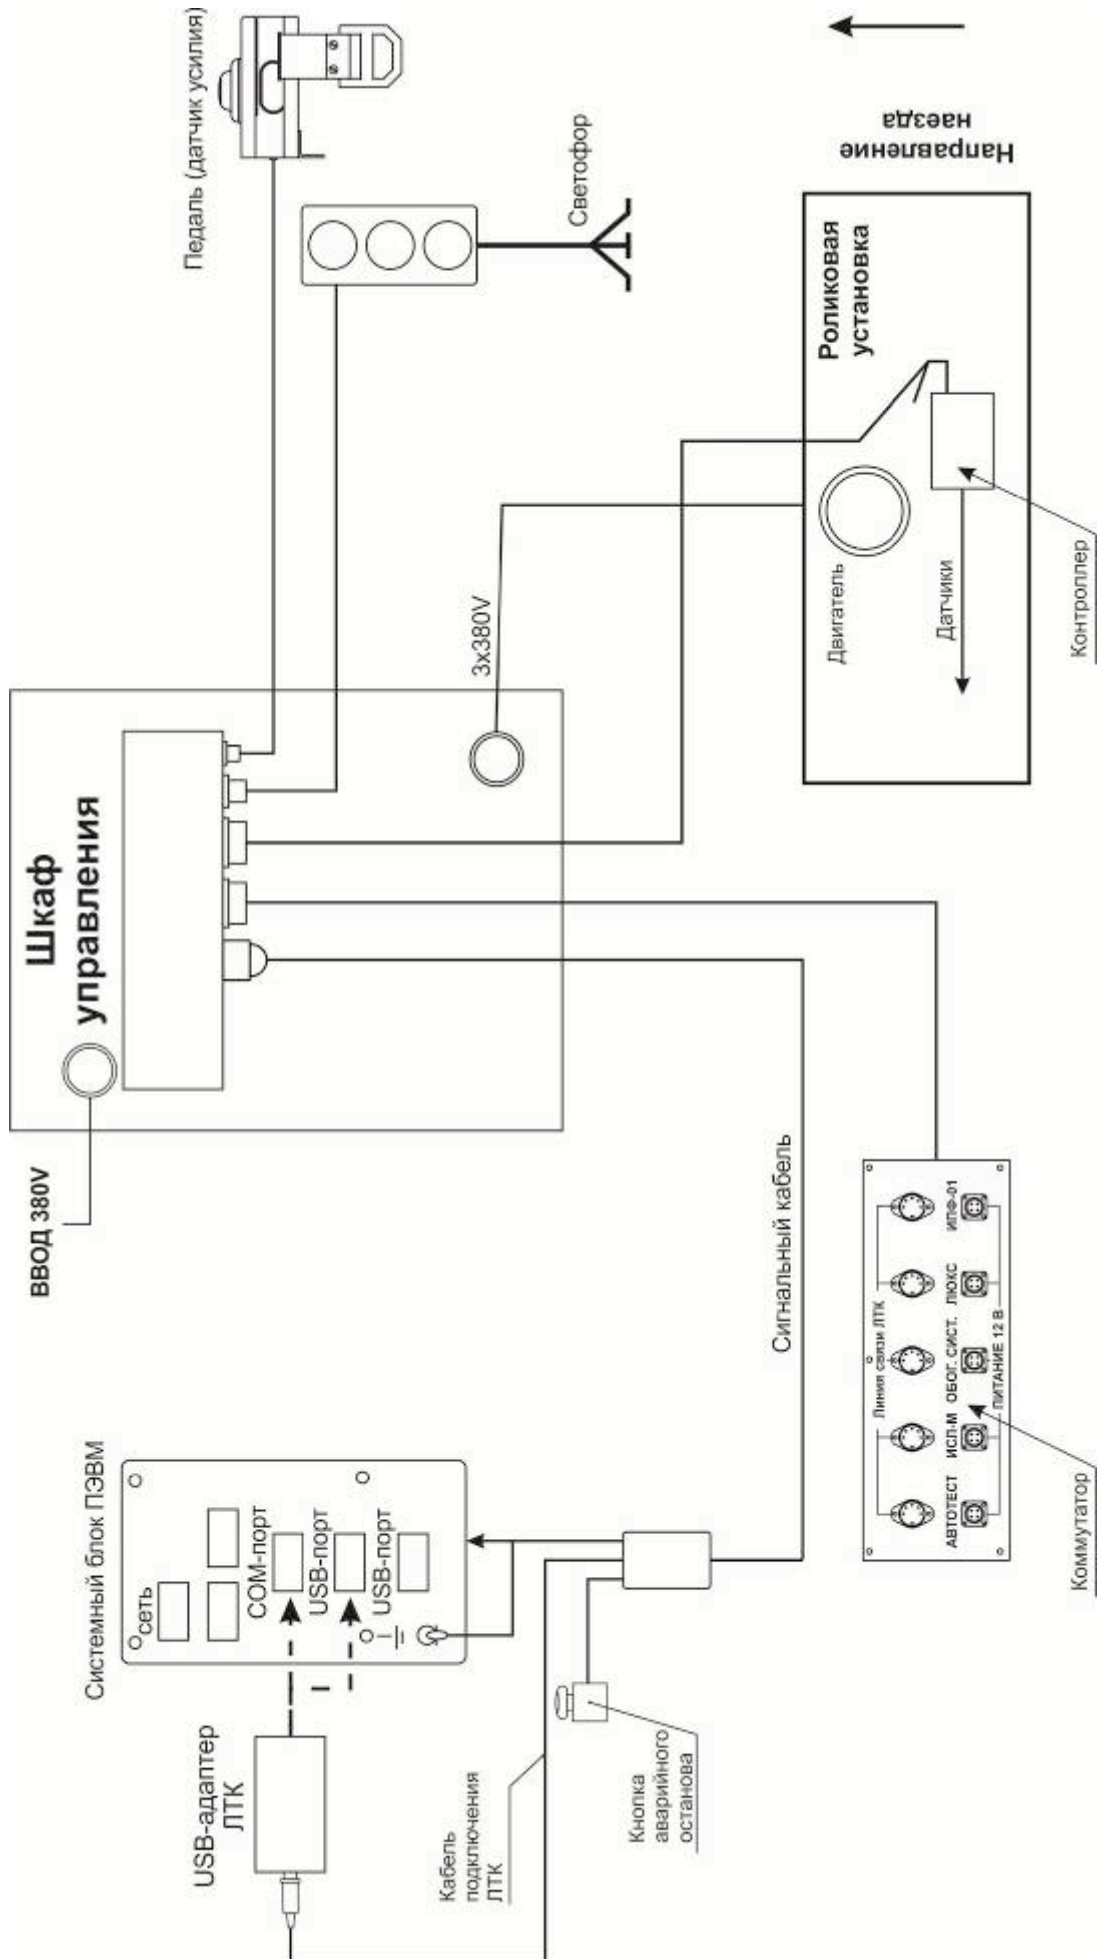 ВВОД 380V
Шкаф
управления
Педаль (датчик усилия)
Светофор
3x380V
Роликовая
установка
Двигатель
Датчики
Контроллер
Направление
наезда
Системный блок ПЭВМ
сеть
COM-порт
USB-порт
USB-порт
USB-адаптер
ЛТК
Кабель
подключения
ЛТК
Кнопка
аварийного
останова
Сигнальный кабель
Линия связи ЛТК
АВТОТЕСТ
ИСЛ-М
ОБОГ. СИСТ.
ЛЮКС
ИПФ-01
ПИТАНИЕ 12 В
Коммутатор